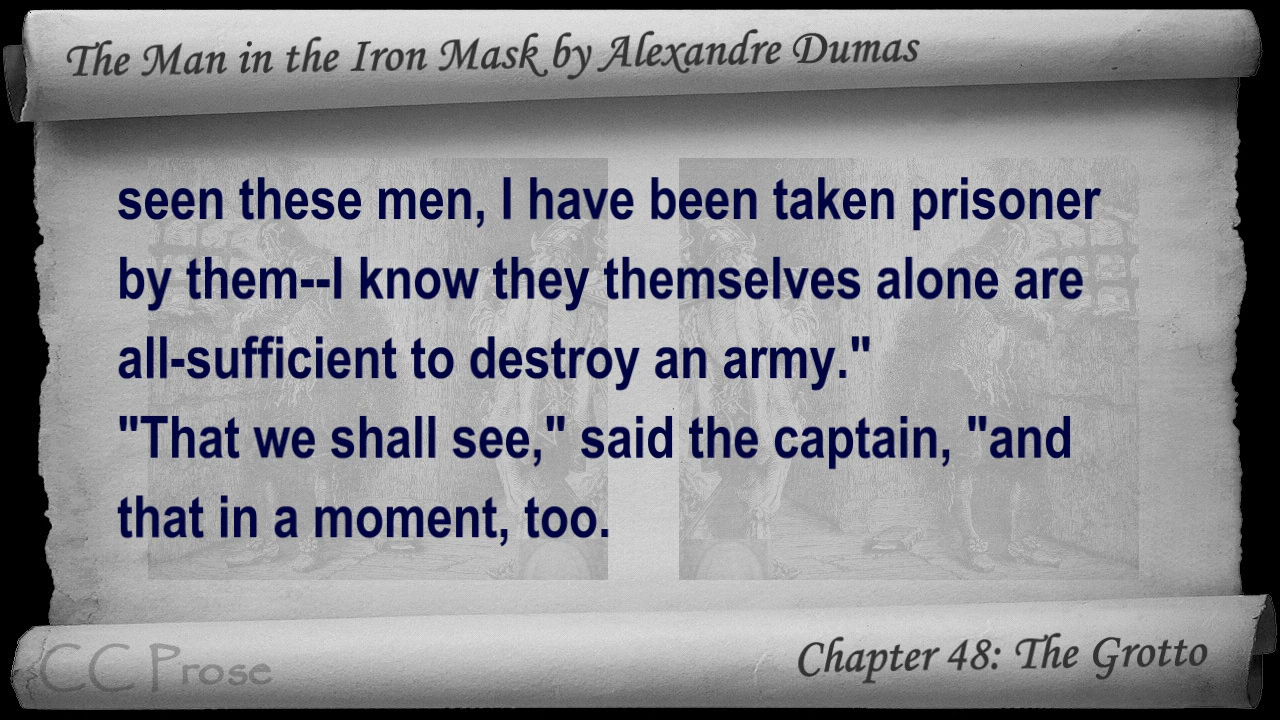 The Man in the Iron Mask by Alexandre Dumas
seen these men, I have been taken prisoner
by them--I know they themselves alone are
all-sufficient to destroy an army."
"That we shall see," said the captain, "and
that in a moment, too.
CC Prose
Chapter 48: The Grotto